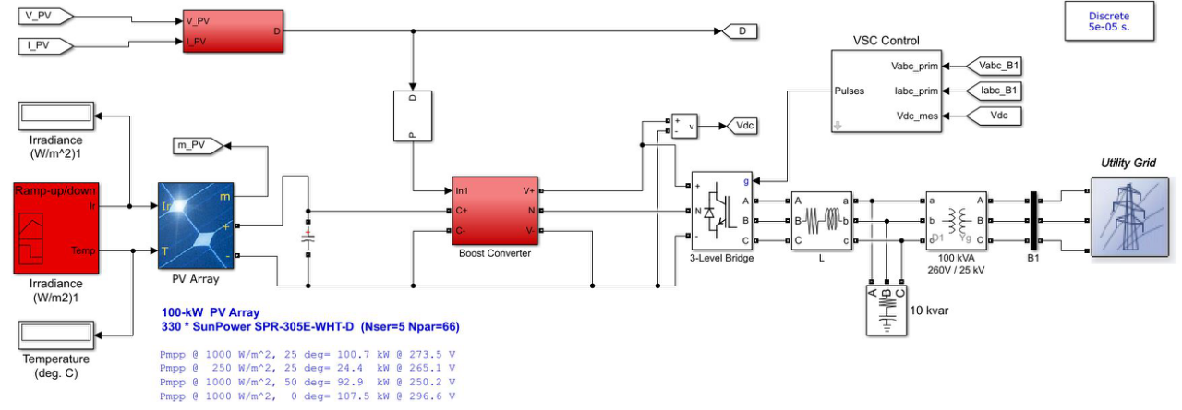 V_PV
I_PV
V_PV
I_PV
D
D
Discrete
5e-05 s.
VSC Control
Vabc_prim
Iabc_prim
Vdc_mes
Pulses
Vabc_B1
Iabc_B1
Vdc
D
P
+
-
v
Vdc
Irradiance
(W/m^2)1
m_PV
Ramp-up/down
Ir
Temp
Irradiance
(W/m2)1
Ir
T
m
+
-
PV Array
+
In1
C+
C-
V+
N
V-
Boost Converter
g
+
N
-
A
B
C
3-Level Bridge
A
B
C
a
b
c
L
A B C
10 kvar
a
b
c
A
B
C
D1 Yg
100 kVA
260V / 25 kV
B1
Utility Grid
Temperature
(deg. C)
100-kW PV Array
330 * SunPower SPR-305E-WHT-D (Nser=5 Npar=66)
Pmpp @ 1000 W/m^2, 25 deg= 100.7 kW @ 273.5 V
Pmpp @ 250 W/m^2, 25 deg= 24.4 kW @ 265.1 V
Pmpp @ 1000 W/m^2, 50 deg= 92.9 kW @ 250.2 V
Pmpp @ 1000 W/m^2, 0 deg= 107.5 kW @ 296.6 V